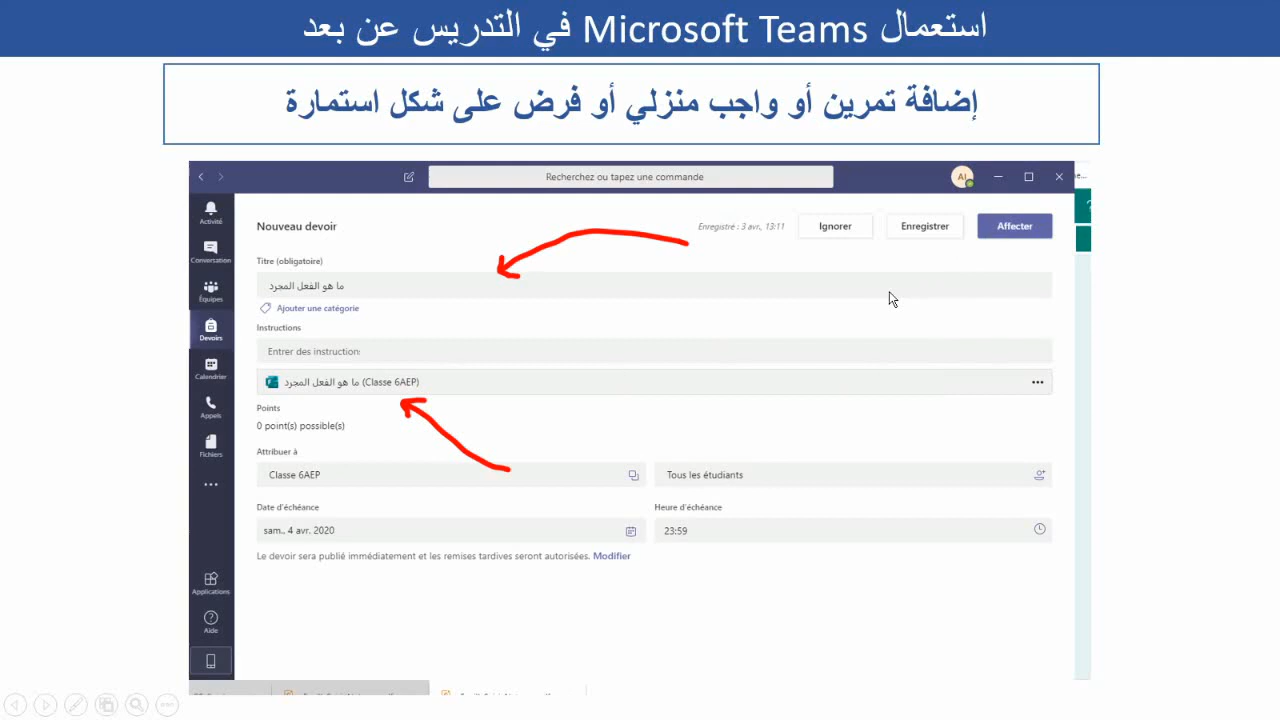 استعمال Microsoft Teams في التدريس عن بعد
إضافة تمرين أو واجب منزلي أو فرض على شكل استمارة
Recherchez ou tapez une commande
AI
Activité
Conversation
Équipes
Devoirs
Calendrier
Appels
Fichiers
Applications
Aide
Nouveau devoir
Enregistré : 3 avr., 13:11
Ignorer
Enregistrer
Affecter
Titre (obligatoire)
ما هو الفعل المجرد
Ajouter une catégorie
Instructions
Entrer des instructions
ما هو الفعل المجرد (Classe 6AEP)
Points
0 point(s) possible(s)
Attribuer à
Classe 6AEP
Tous les étudiants
Date d'échéance
Heure d'échéance
sam., 4 avr. 2020
23:59
Le devoir sera publié immédiatement et les remises tardives seront autorisées. Modifier